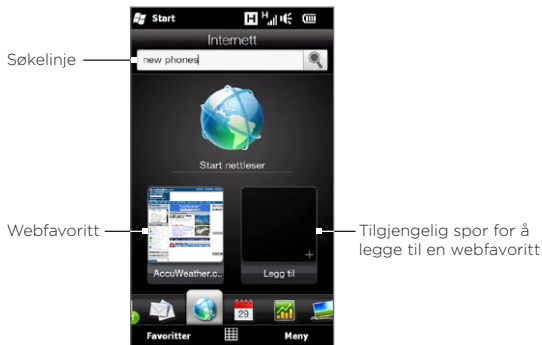 Start
H H
Internett
Søkelinje
new phones
Start nettleser
Webfavoritt
Tilgjengelig spor for å
legge til en webfavoritt
AccuWeather.c..
Legg til
29
Favoritter
Meny